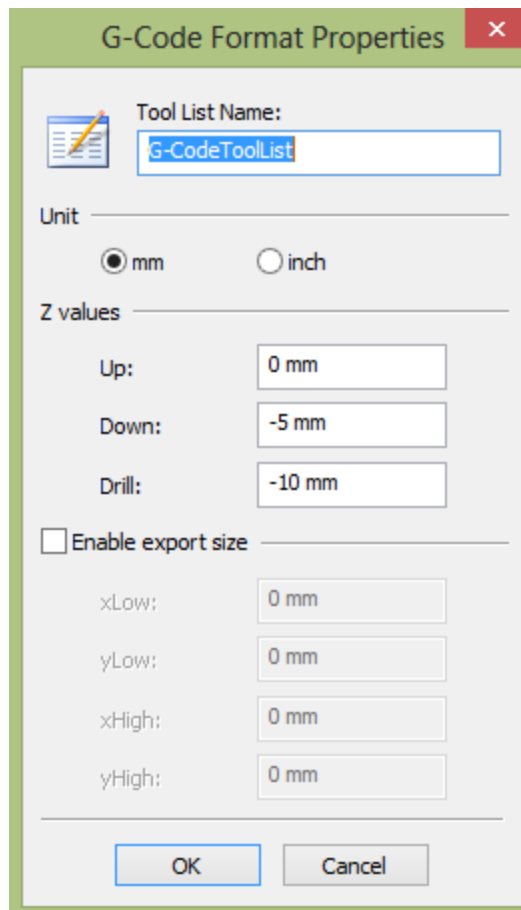 G-Code Format Properties
Tool List Name:
G-CodeToolList
Unit
mm inch
Z values
Up: 0 mm
Down: -5 mm
Drill: -10 mm
Enable export size
xLow: 0 mm
yLow: 0 mm
xHigh: 0 mm
yHigh: 0 mm
OK Cancel